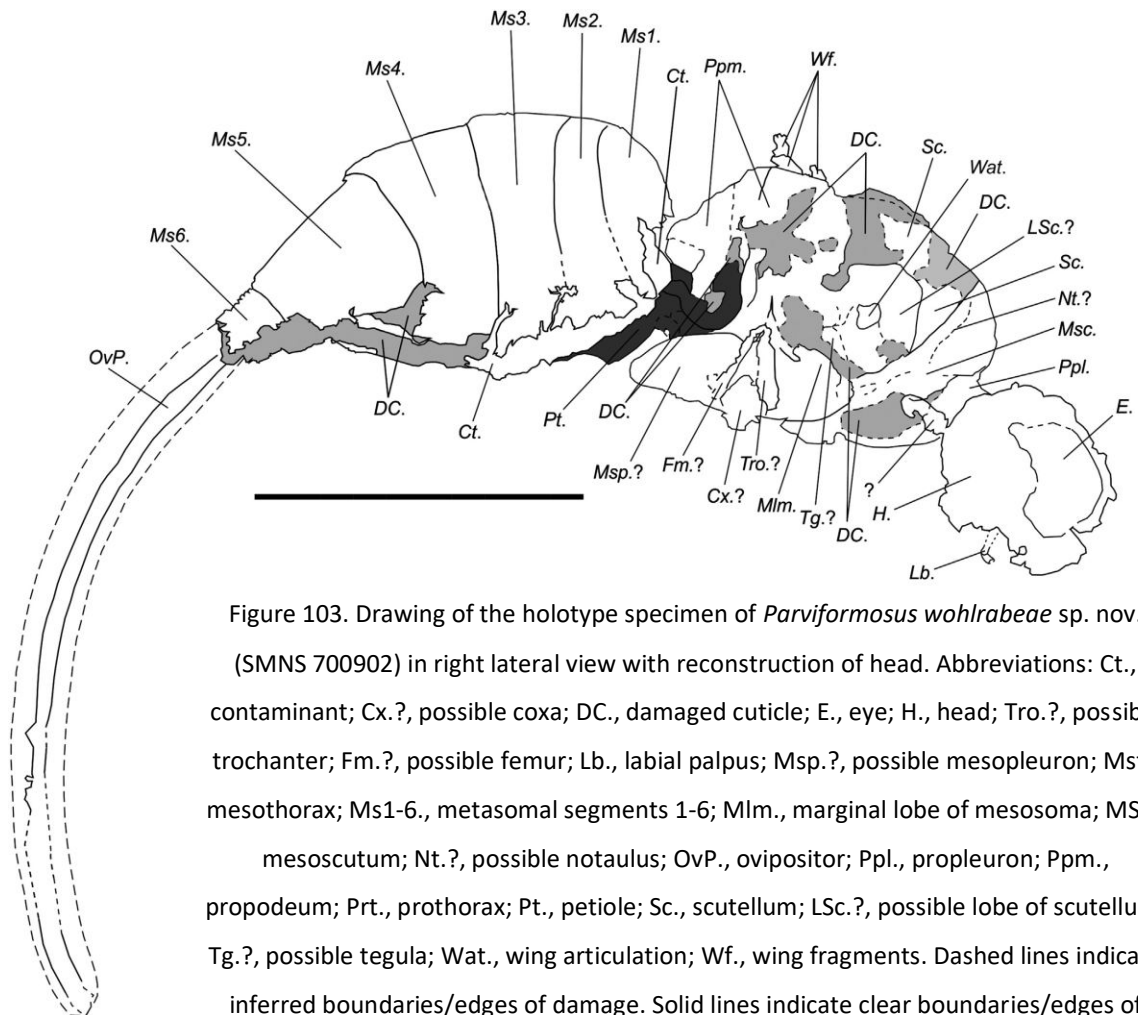 Ms3. Ms2. Ms1.
Ms4. Ct. Ppm. Wf.
Ms5. DC. Sc. Wat. DC.
Ms6. LSc.? Sc. Nt.? Msc. Ppl. E.
OvP. DC. Ct. Pt. DC.
Msp.? Fm.? Cx.? Tro.? Mlm. Tg.? DC. ? H. Lb.
Figure 103. Drawing of the holotype specimen of Parviformosus wohlrabeae sp. nov.
(SMNS 700902) in right lateral view with reconstruction of head. Abbreviations: Ct.,
contaminant; Cx.?, possible coxa; DC., damaged cuticle; E., eye; H., head; Tro.?,
trochanter; Fm.?, possible femur; Lb., labial palpus; Msp.?, possible mesopleuron;
mesothorax; Ms1-6., metasomal segments 1-6; Mlm., marginal lobe of mesosoma;
mesoscutum; Nt.?, possible notaulus; OvP., ovipositor; Ppl., propleuron; Ppm.,
propodeum; Prt., prothorax; Pt., petiole; Sc., scutellum; LSc.?, possible lobe of
Tg.?, possible tegula; Wat., wing articulation; Wf., wing fragments. Dashed lines
inferred boundaries/edges of damage. Solid lines indicate clear boundaries/edges of